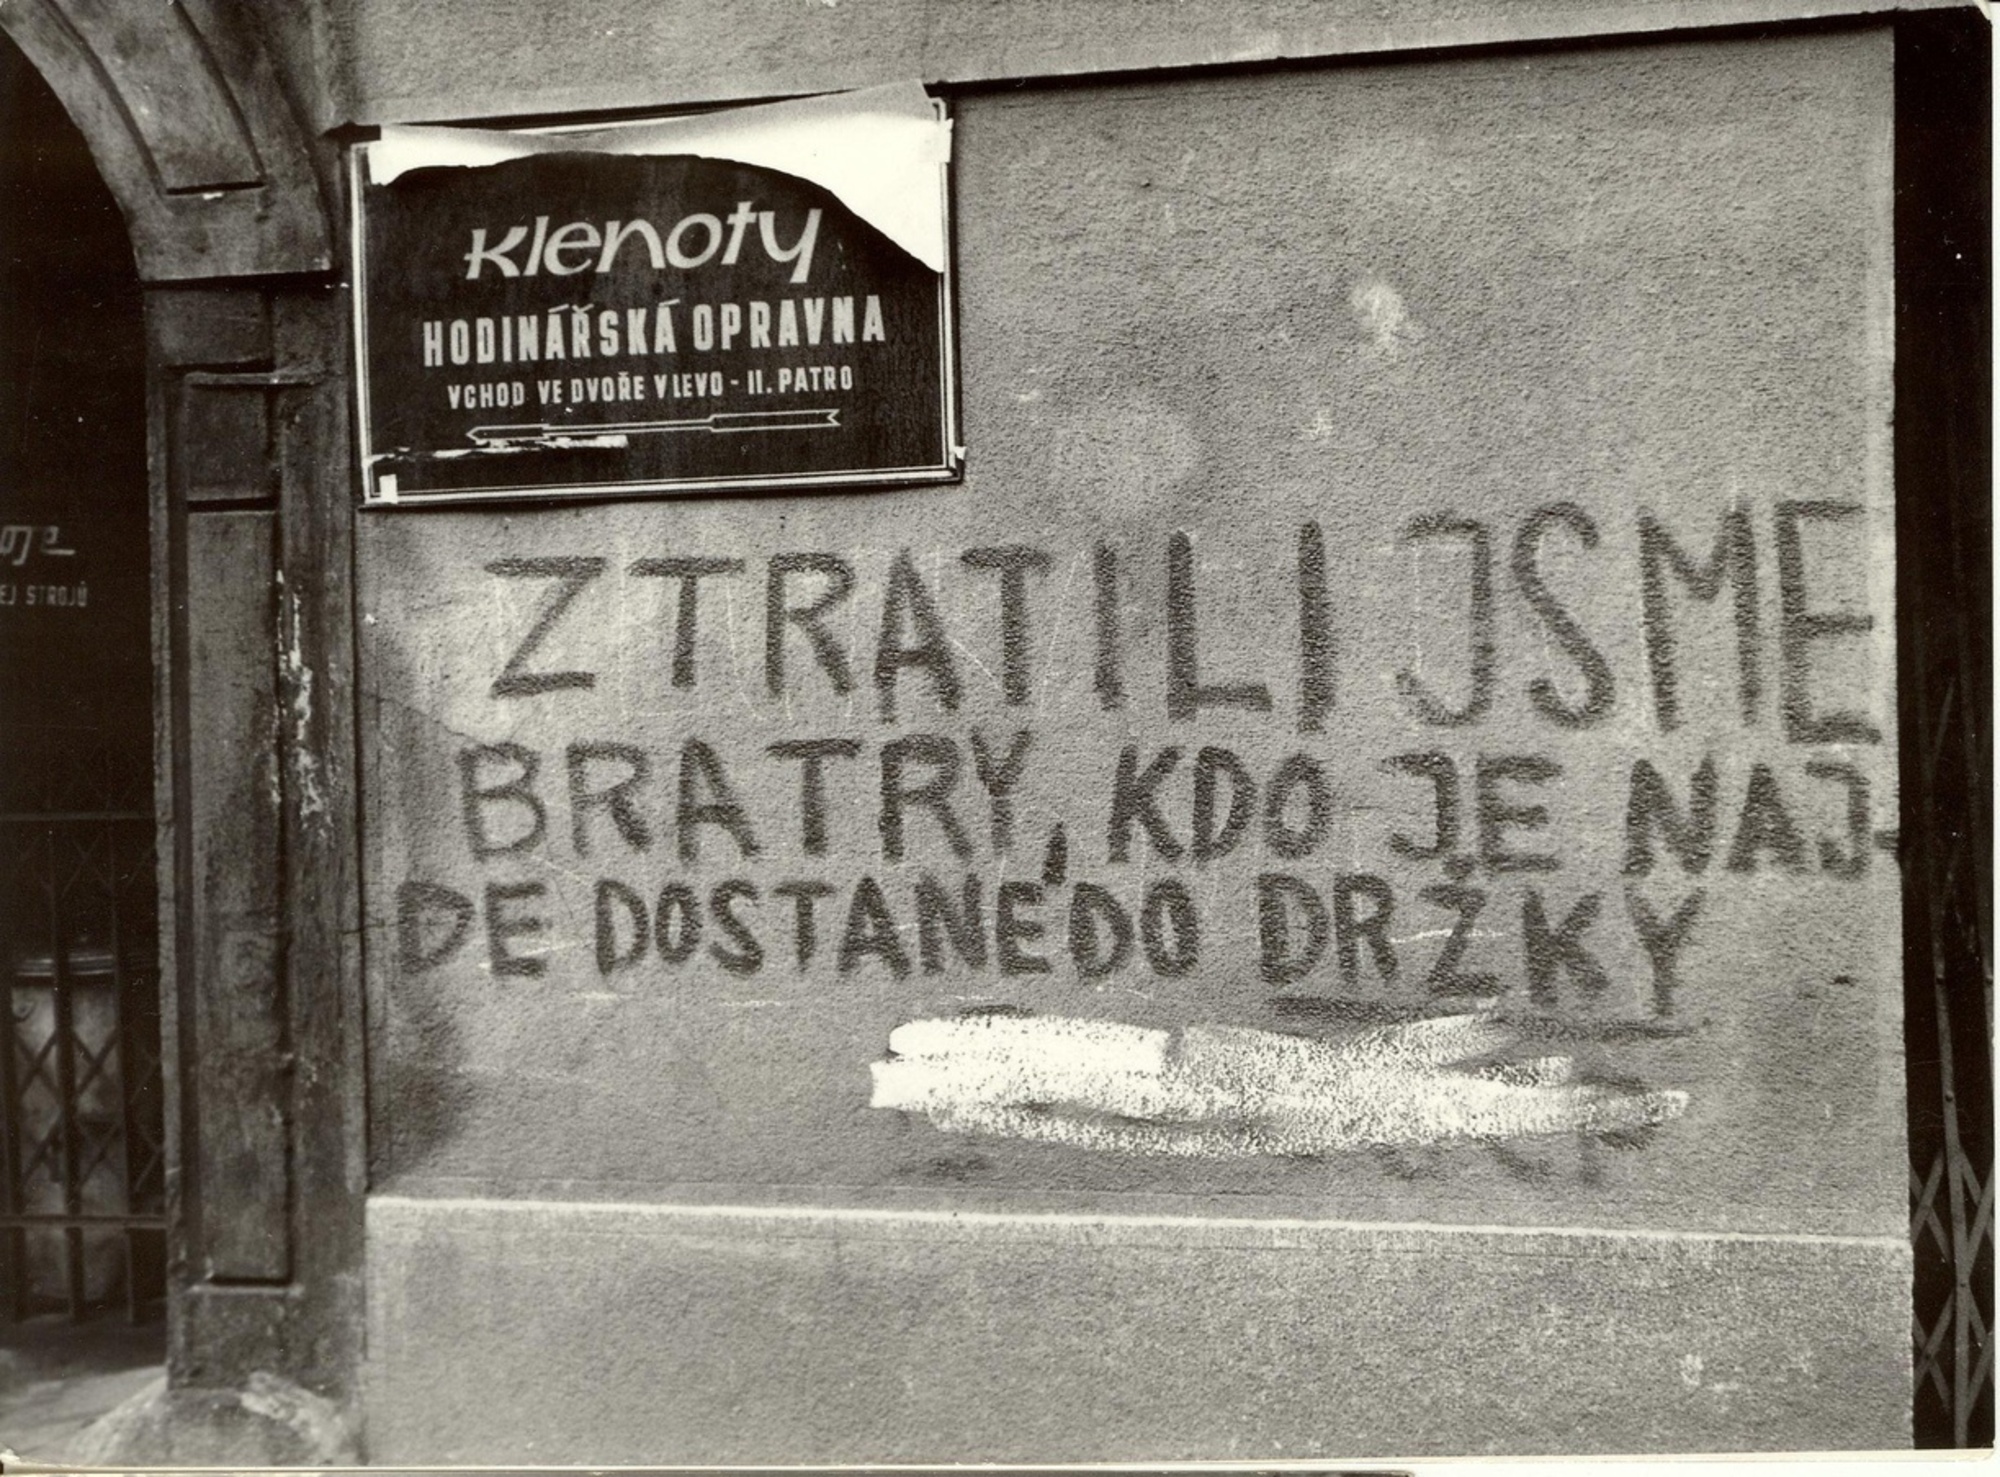 Klenoty
HODINÁŘSKÁ OPRAVNA
VCHOD VE DVOŘE VLEVO - II. PATRO
STROJŮ
ZTRATILI JSME
BRATRY, KDO JE NAJ-
DE DOSTANE DO DRŽKY